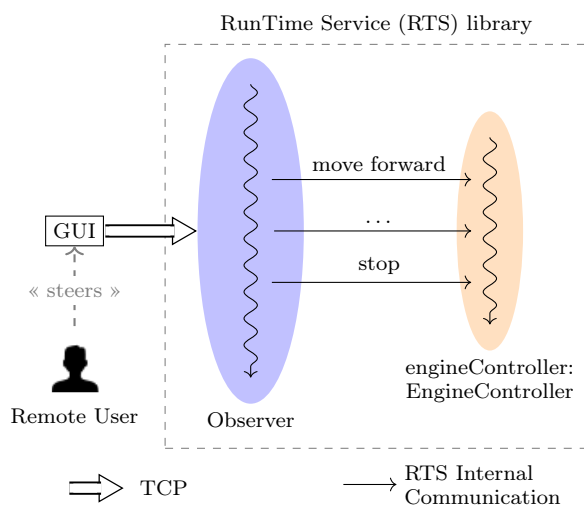 RunTime Service (RTS) library
move forward
...
stop
GUI
« steers »
Remote User
Observer
engineController:
EngineController
TCP
RTS Internal
Communication